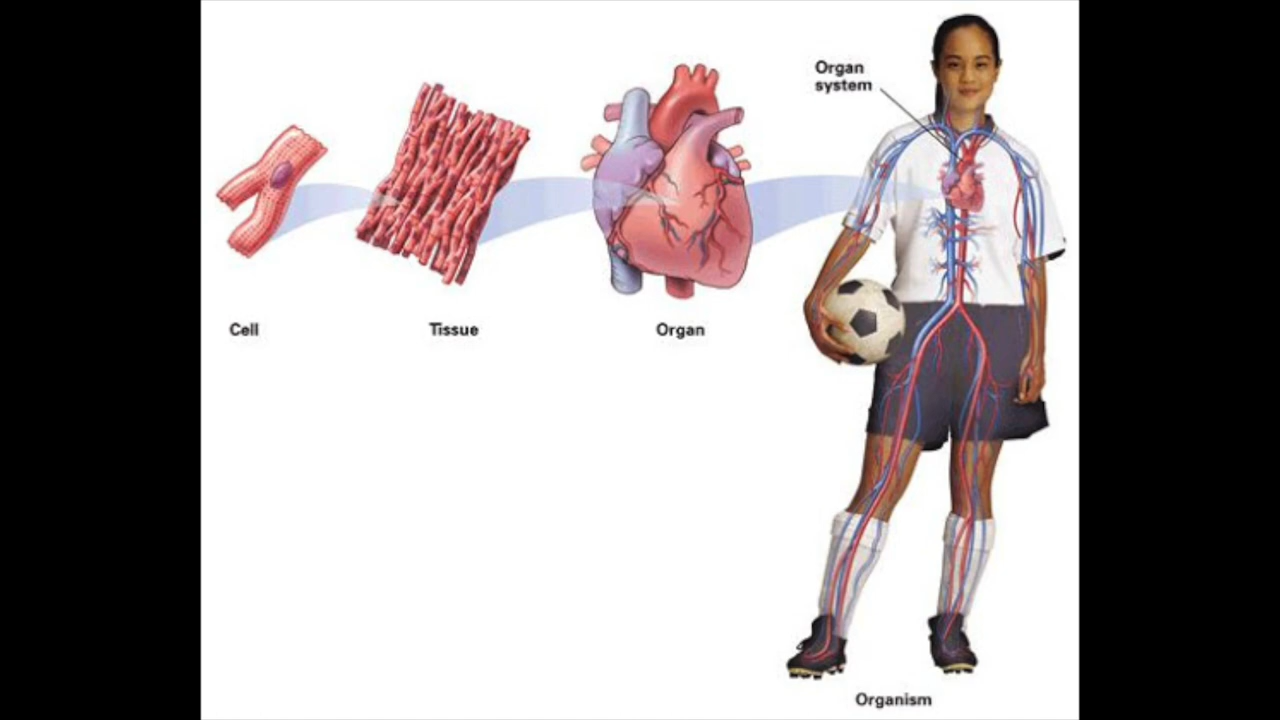 Organ
system
Cell
Tissue
Organ
Organism